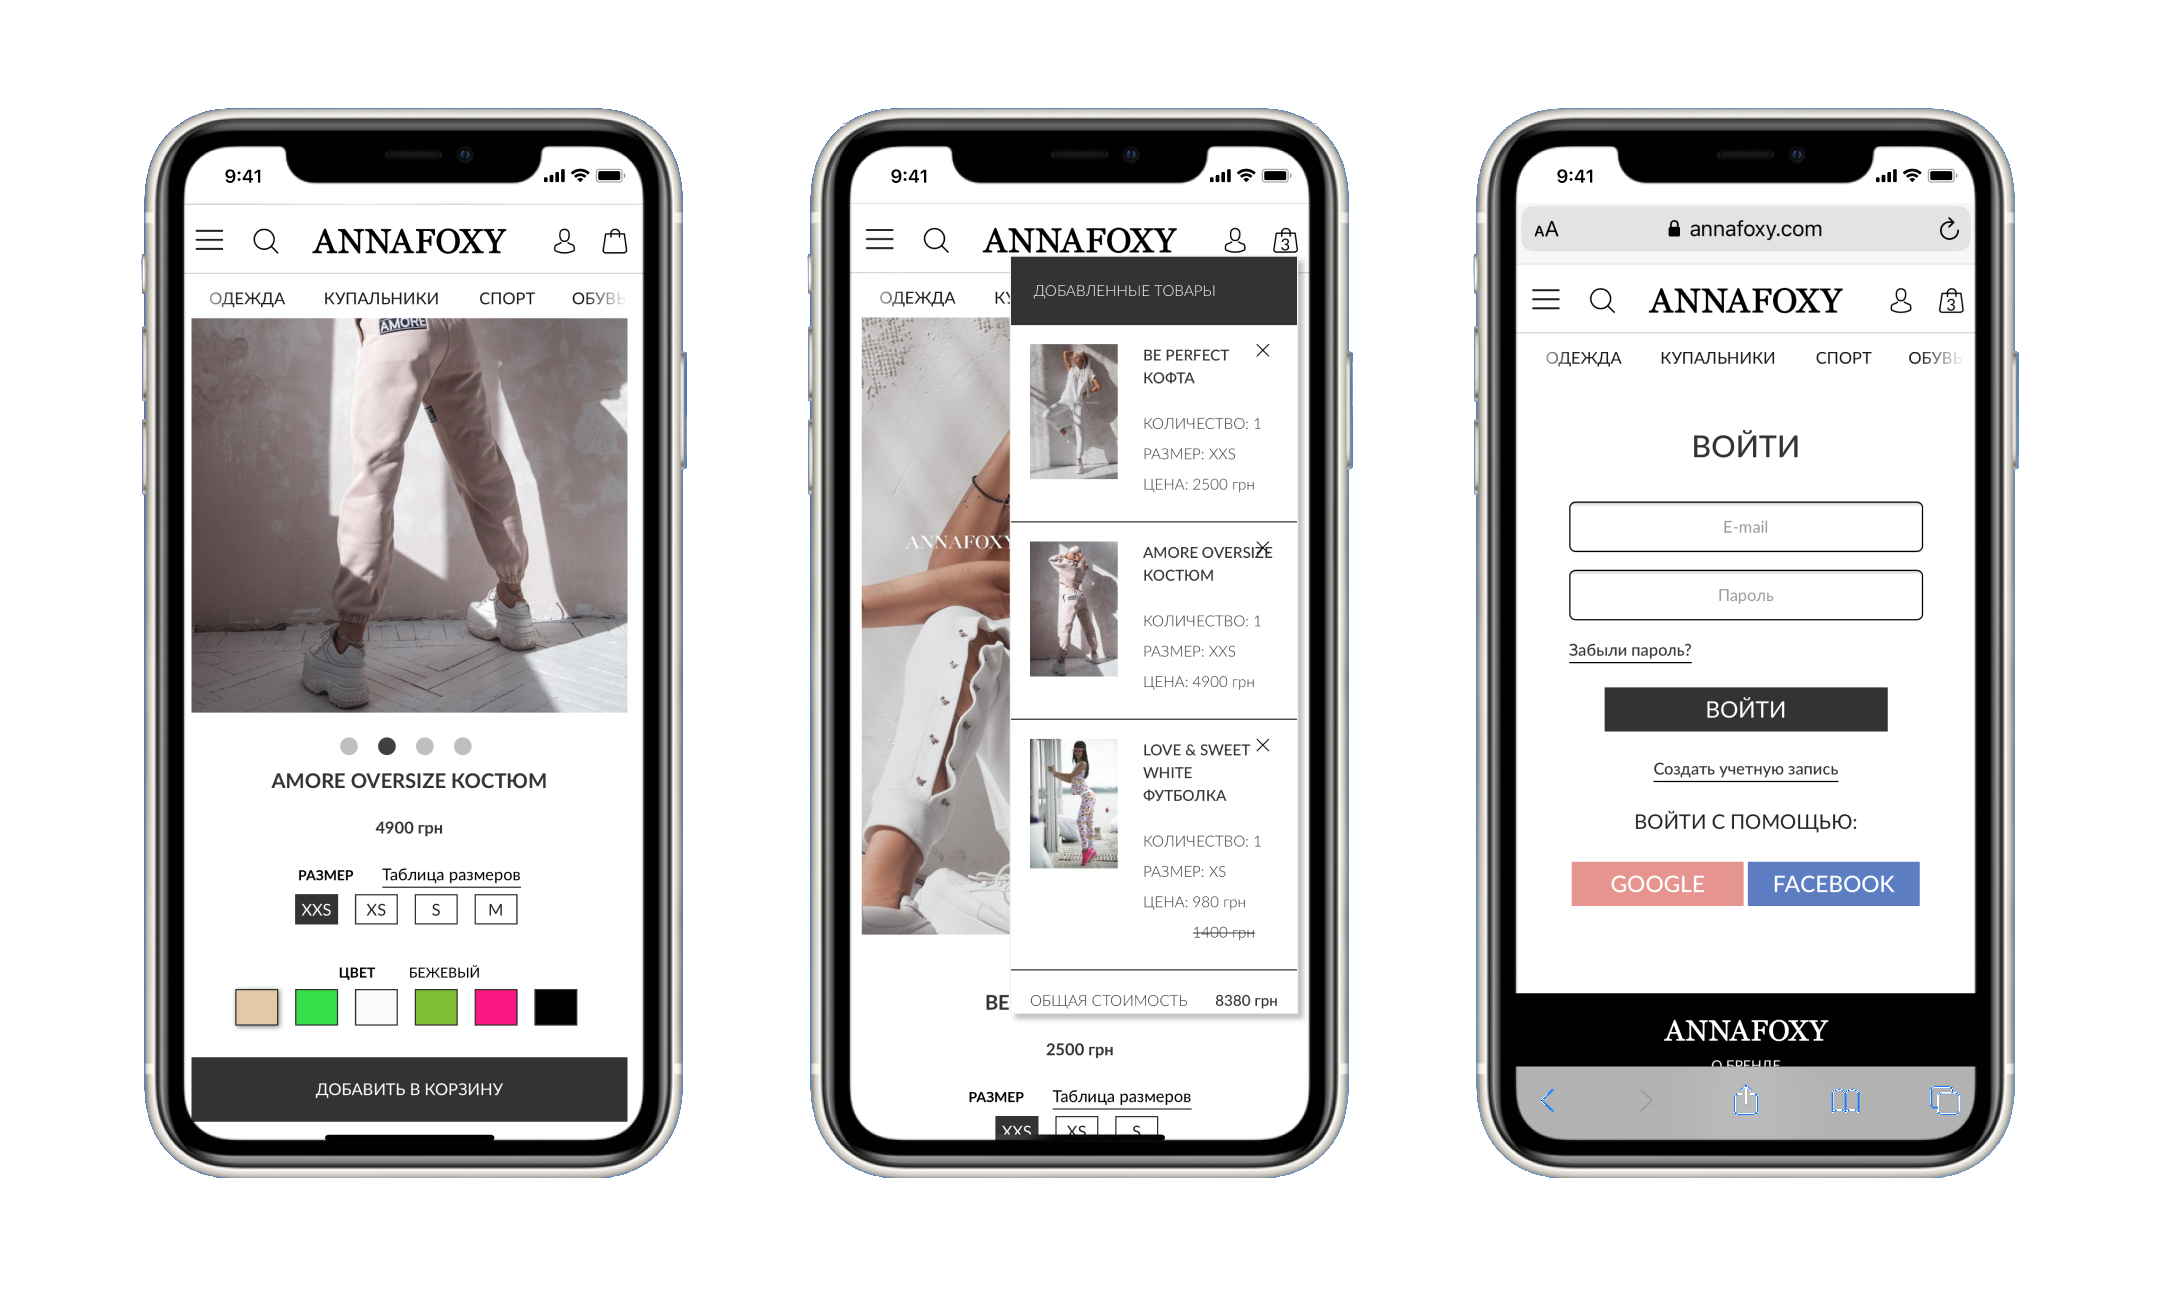 9:41
ANNAFOXY
ОДЕЖДА КУПАЛЬНИКИ СПОРТ ОБУВЬ
AMORE
AMORE OVERSIZE КОСТЮМ
4900 грн
РАЗМЕР Таблица размеров
XXS XS S M
ЦВЕТ БЕЖЕВЫЙ
ДОБАВИТЬ В КОРЗИНУ
9:41
ANNAFOXY 3
ОДЕЖДА КУ
ДОБАВЛЕННЫЕ ТОВАРЫ
BE PERFECT
КОФТА
КОЛИЧЕСТВО: 1
РАЗМЕР: XXS
ЦЕНА: 2500 грн
ANNAFOXY
AMORE OVERSIZE
КОСТЮМ
КОЛИЧЕСТВО: 1
РАЗМЕР: XXS
ЦЕНА: 4900 грн
LOVE & SWEET
WHITE
ФУТБОЛКА
КОЛИЧЕСТВО: 1
РАЗМЕР: XS
ЦЕНА: 980 грн
1400 грн
ОБЩАЯ СТОИМОСТЬ 8380 грн
BE
2500 грн
РАЗМЕР Таблица размеров
XXS XS S
9:41
AA annafoxy.com
ANNAFOXY 3
ОДЕЖДА КУПАЛЬНИКИ СПОРТ ОБУВЬ
ВОЙТИ
E-mail
Пароль
Забыли пароль?
ВОЙТИ
Создать учетную запись
ВОЙТИ С ПОМОЩЬЮ:
GOOGLE FACEBOOK
ANNAFOXY
О БРЕНДЕ